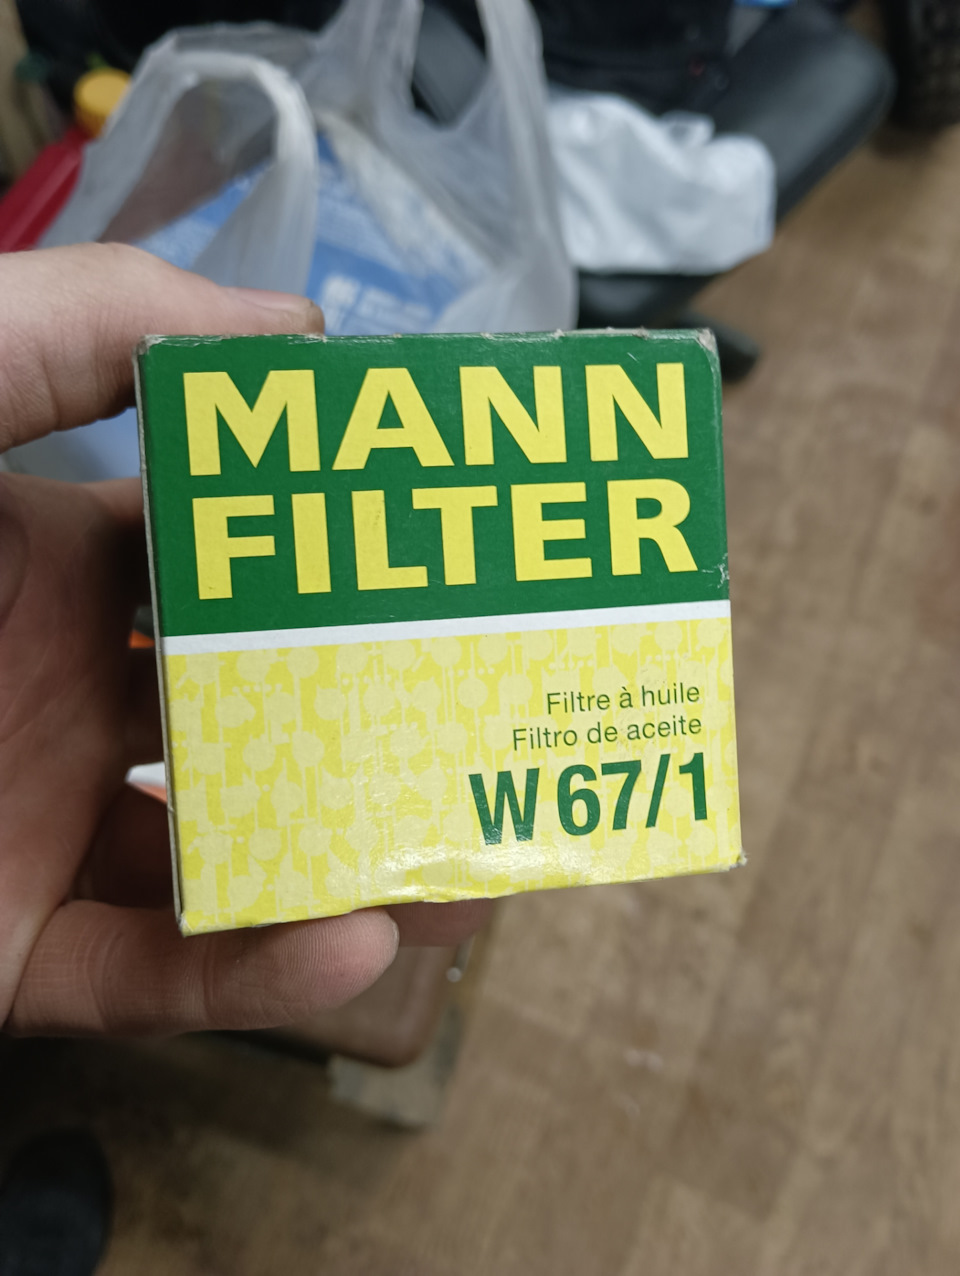 MANN
FILTER
Filtre à huile
Filtro de aceite
W 67/1